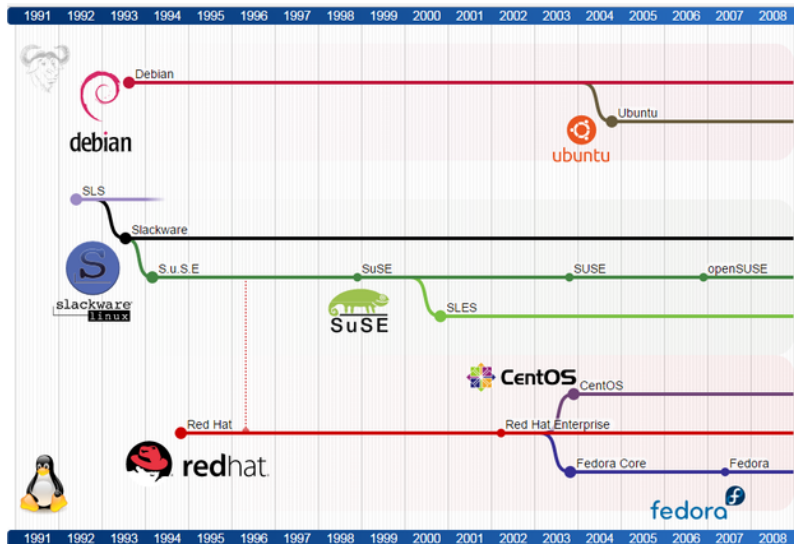 1991 1992 1993 1994 1995 1996 1997 1998 1999 2000 2001 2002 2003 2004 2005 2006 2007 2008
Debian
debian
Ubuntu
ubuntu
SLS
Slackware
S
slackware
linux
S.u.S.E
SuSE
SUSE
openSUSE
SuSE
SLES
CentOS
CentOS
Red Hat
Red Hat Enterprise
redhat.
Fedora Core
Fedora
fedora
1991 1992 1993 1994 1995 1996 1997 1998 1999 2000 2001 2002 2003 2004 2005 2006 2007 2008